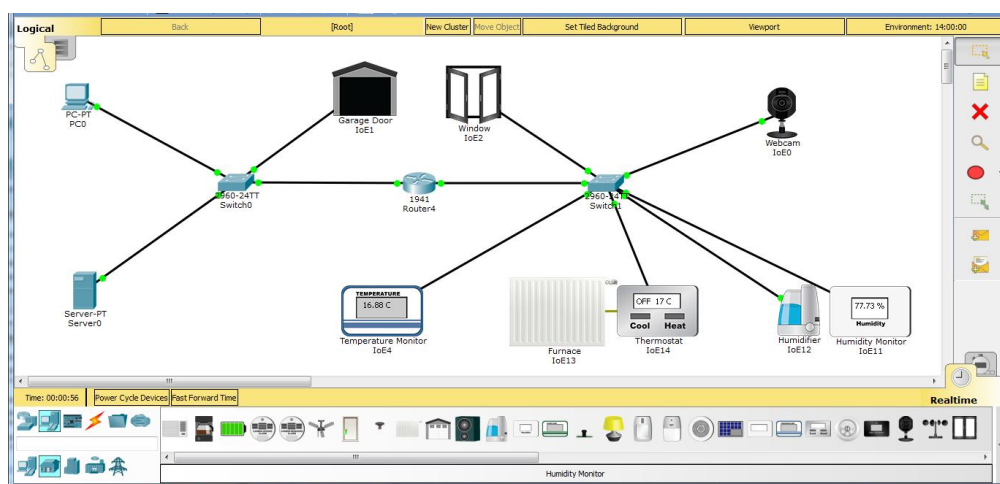 Logical
Back
[Root]
New Cluster
Move Object
Set Tiled Background
Viewport
Environment: 14:00:00
PC-PT
PC0
Garage Door
IoE1
Window
IoE2
Webcam
IoE0
2960-24TT
Switch0
1941
Router4
2960-24TT
Switch1
Server-PT
Server0
TEMPERATURE
16.88 C
Temperature Monitor
IoE4
Furnace
IoE13
OFF 17 C
Cool Heat
Thermostat
IoE14
Humidifier
IoE12
77.73 %
Humidity
Humidity Monitor
IoE11
Time: 00:00:56
Power Cycle Devices
Fast Forward Time
Realtime
Humidity Monitor